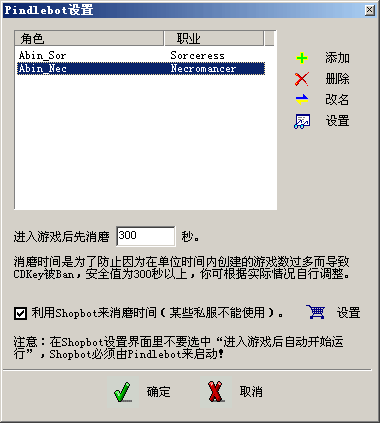 Pindlebot设置
角色 职业
Abin_Sor Sorceress
Abin_Nec Necromancer
添加
删除
改名
设置
进入游戏后先消磨 300 秒。
消磨时间是为了防止因为在单位时间内创建的游戏数过多而导致
CDKey被Ban，安全值为300秒以上，你可根据实际情况自行调整。
利用Shopbot来消磨时间（某些私服不能使用）。 设置
注意：在Shopbot设置界面里不要选中“进入游戏后自动开始运
行”，Shopbot必须由Pindlebot来启动！
确定 取消